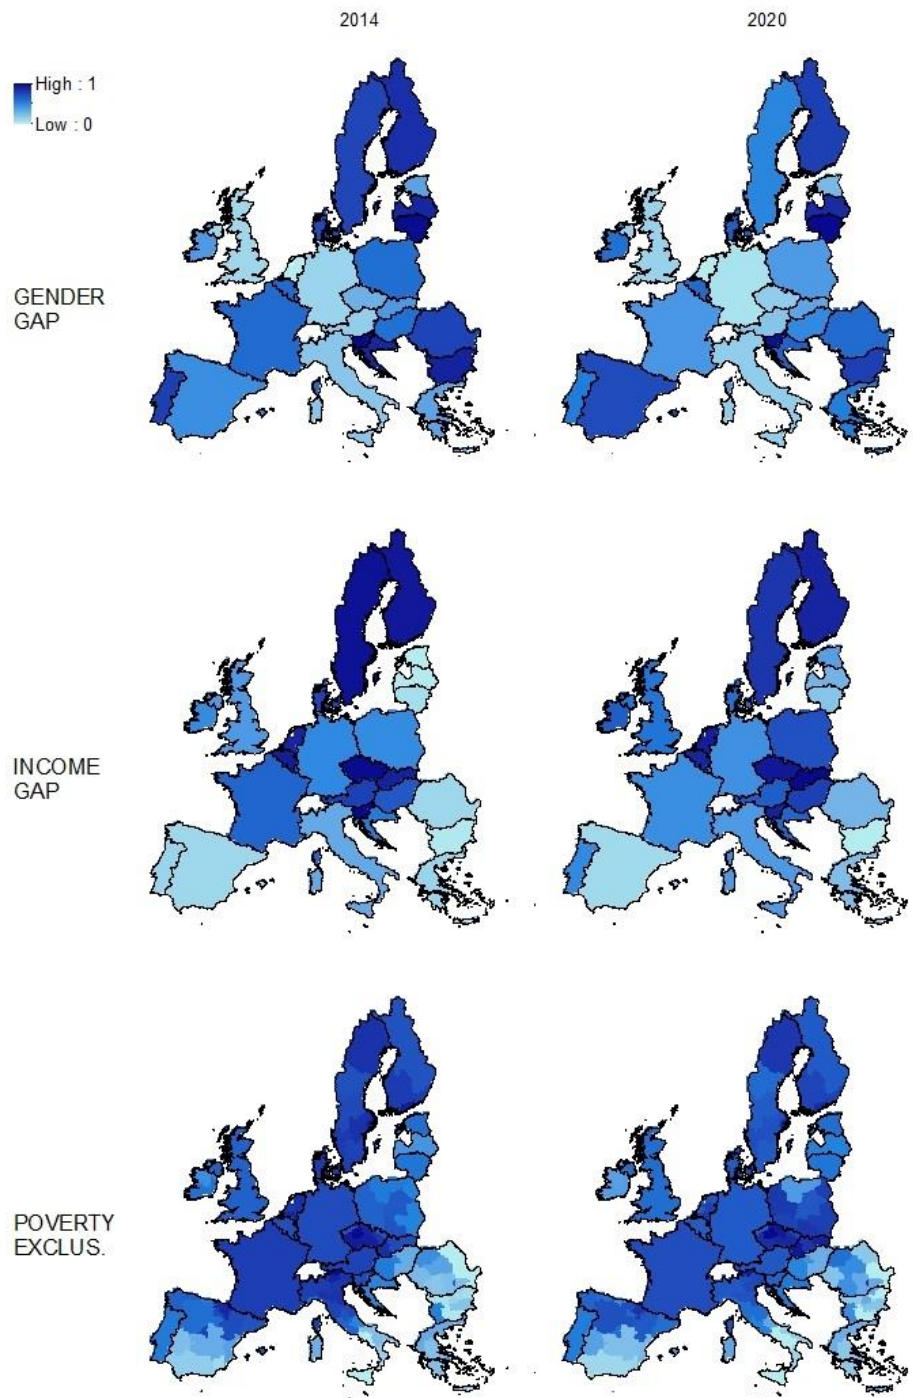 2014
2020
High : 1
Low : 0
GENDER
GAP
INCOME
GAP
POVERTY
EXCLUS.